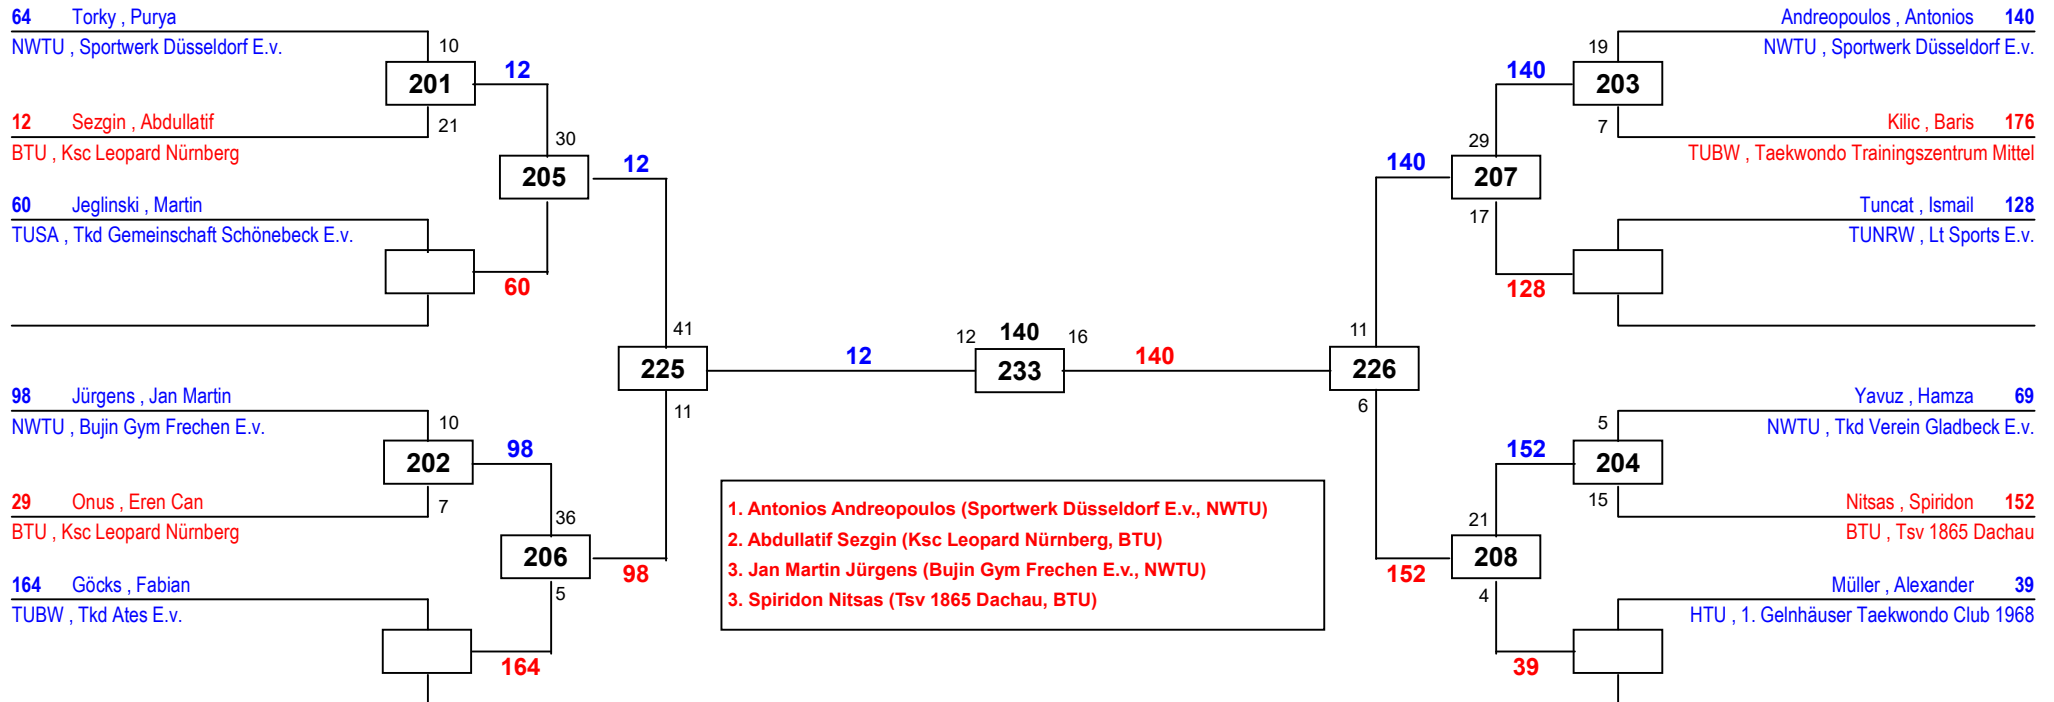 64 Torky , Purya
NWTU , Sportwerk Düsseldorf E.v.
10
201
12
21
12 Sezgin , Abdullatif
BTU , Ksc Leopard Nürnberg
30
205
12
60 Jeglinski , Martin
TUSA , Tkd Gemeinschaft Schönebeck E.v.
60
41
225
11
12
98 Jürgens , Jan Martin
NWTU , Bujin Gym Frechen E.v.
10
202
98
7
29 Onus , Eren Can
BTU , Ksc Leopard Nürnberg
36
206
98
5
164 Göcks , Fabian
TUBW , Tkd Ates E.v.
164
12 140 16
233
140
1. Antonios Andreopoulos (Sportwerk Düsseldorf E.v., NWTU)
2. Abdullatif Sezgin (Ksc Leopard Nürnberg, BTU)
3. Jan Martin Jürgens (Bujin Gym Frechen E.v., NWTU)
3. Spiridon Nitsas (Tsv 1865 Dachau, BTU)
Andreopoulos , Antonios 140
NWTU , Sportwerk Düsseldorf E.v.
19
140
203
7
Kilic , Baris 176
TUBW , Taekwondo Trainingszentrum Mittel
29
140
207
17
Tuncat , Ismail 128
TUNRW , Lt Sports E.v.
128
11
226
6
Yavuz , Hamza 69
NWTU , Tkd Verein Gladbeck E.v.
5
152
204
15
Nitsas , Spiridon 152
BTU , Tsv 1865 Dachau
21
208
152
4
Müller , Alexander 39
HTU , 1. Gelnhäuser Taekwondo Club 1968
39